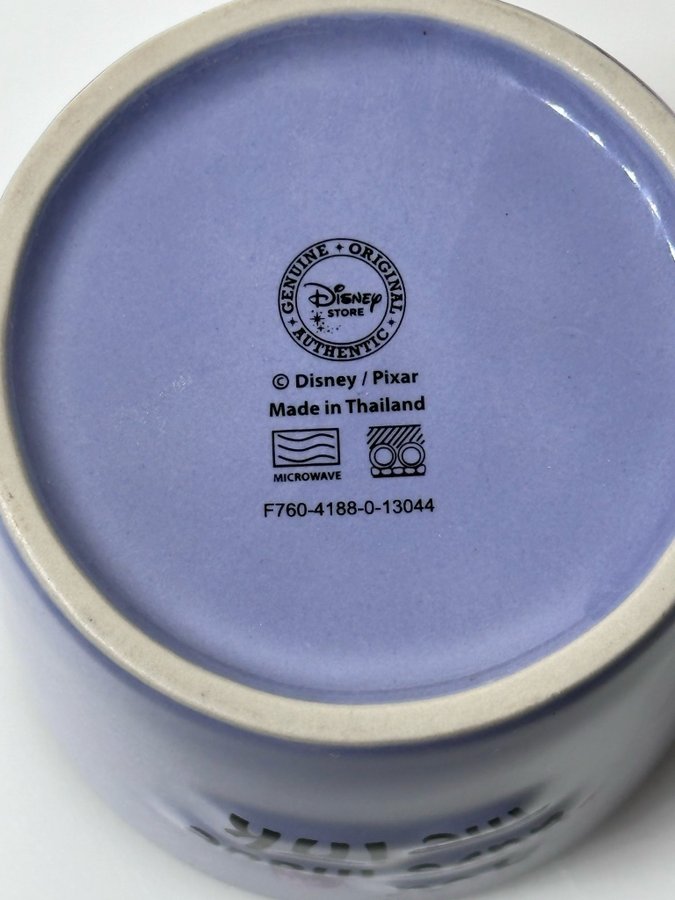 GENUINE ✦ ORIGINAL ✦ AUTHENTIC ✦
Disney
STORE
© Disney / Pixar
Made in Thailand
MICROWAVE
F760-4188-0-13044